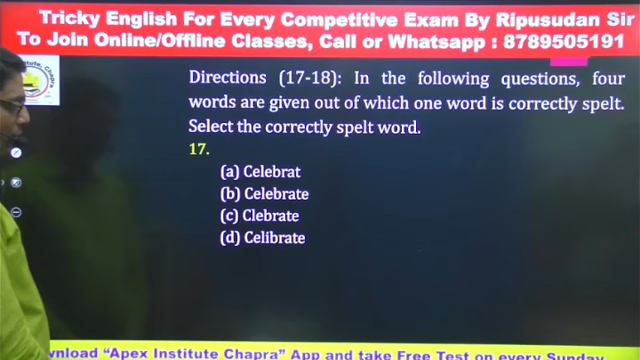 Tricky English For Every Competitive Exam By Ripusudan Sir
To Join Online/Offline Classes, Call or Whatsapp : 8789505191
Directions (17-18): In the following questions, four
words are given out of which one word is correctly spelt.
Select the correctly spelt word.
17.
(a) Celebrat
(b) Celebrate
(c) Clebrate
(d) Celibrate
"Apex Institute Chapra" App and take Free Test on every Sunday